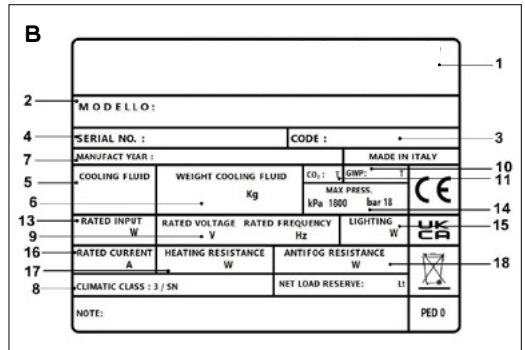 B
1
2
MODELLO:
4
SERIAL NO. :
CODE :
3
7
MANUFACT YEAR :
MADE IN ITALY
10
5
COOLING FLUID
WEIGHT COOLING FLUID
Kg
CO₂ : T
GWP: T
11
6
MAX PRESS.
kPa 1800 bar 18
14
CE
13
RATED INPUT
W
RATED VOLTAGE RATED FREQUENCY
V Hz
9
LIGHTING
W
15
UK
CA
16
RATED CURRENT
A
HEATING RESISTANCE
W
17
ANTIFOG RESISTANCE
W
18
8
CLIMATIC CLASS : 3 / 5N
NET LOAD RESERVE: Lt
NOTE:
PED 0